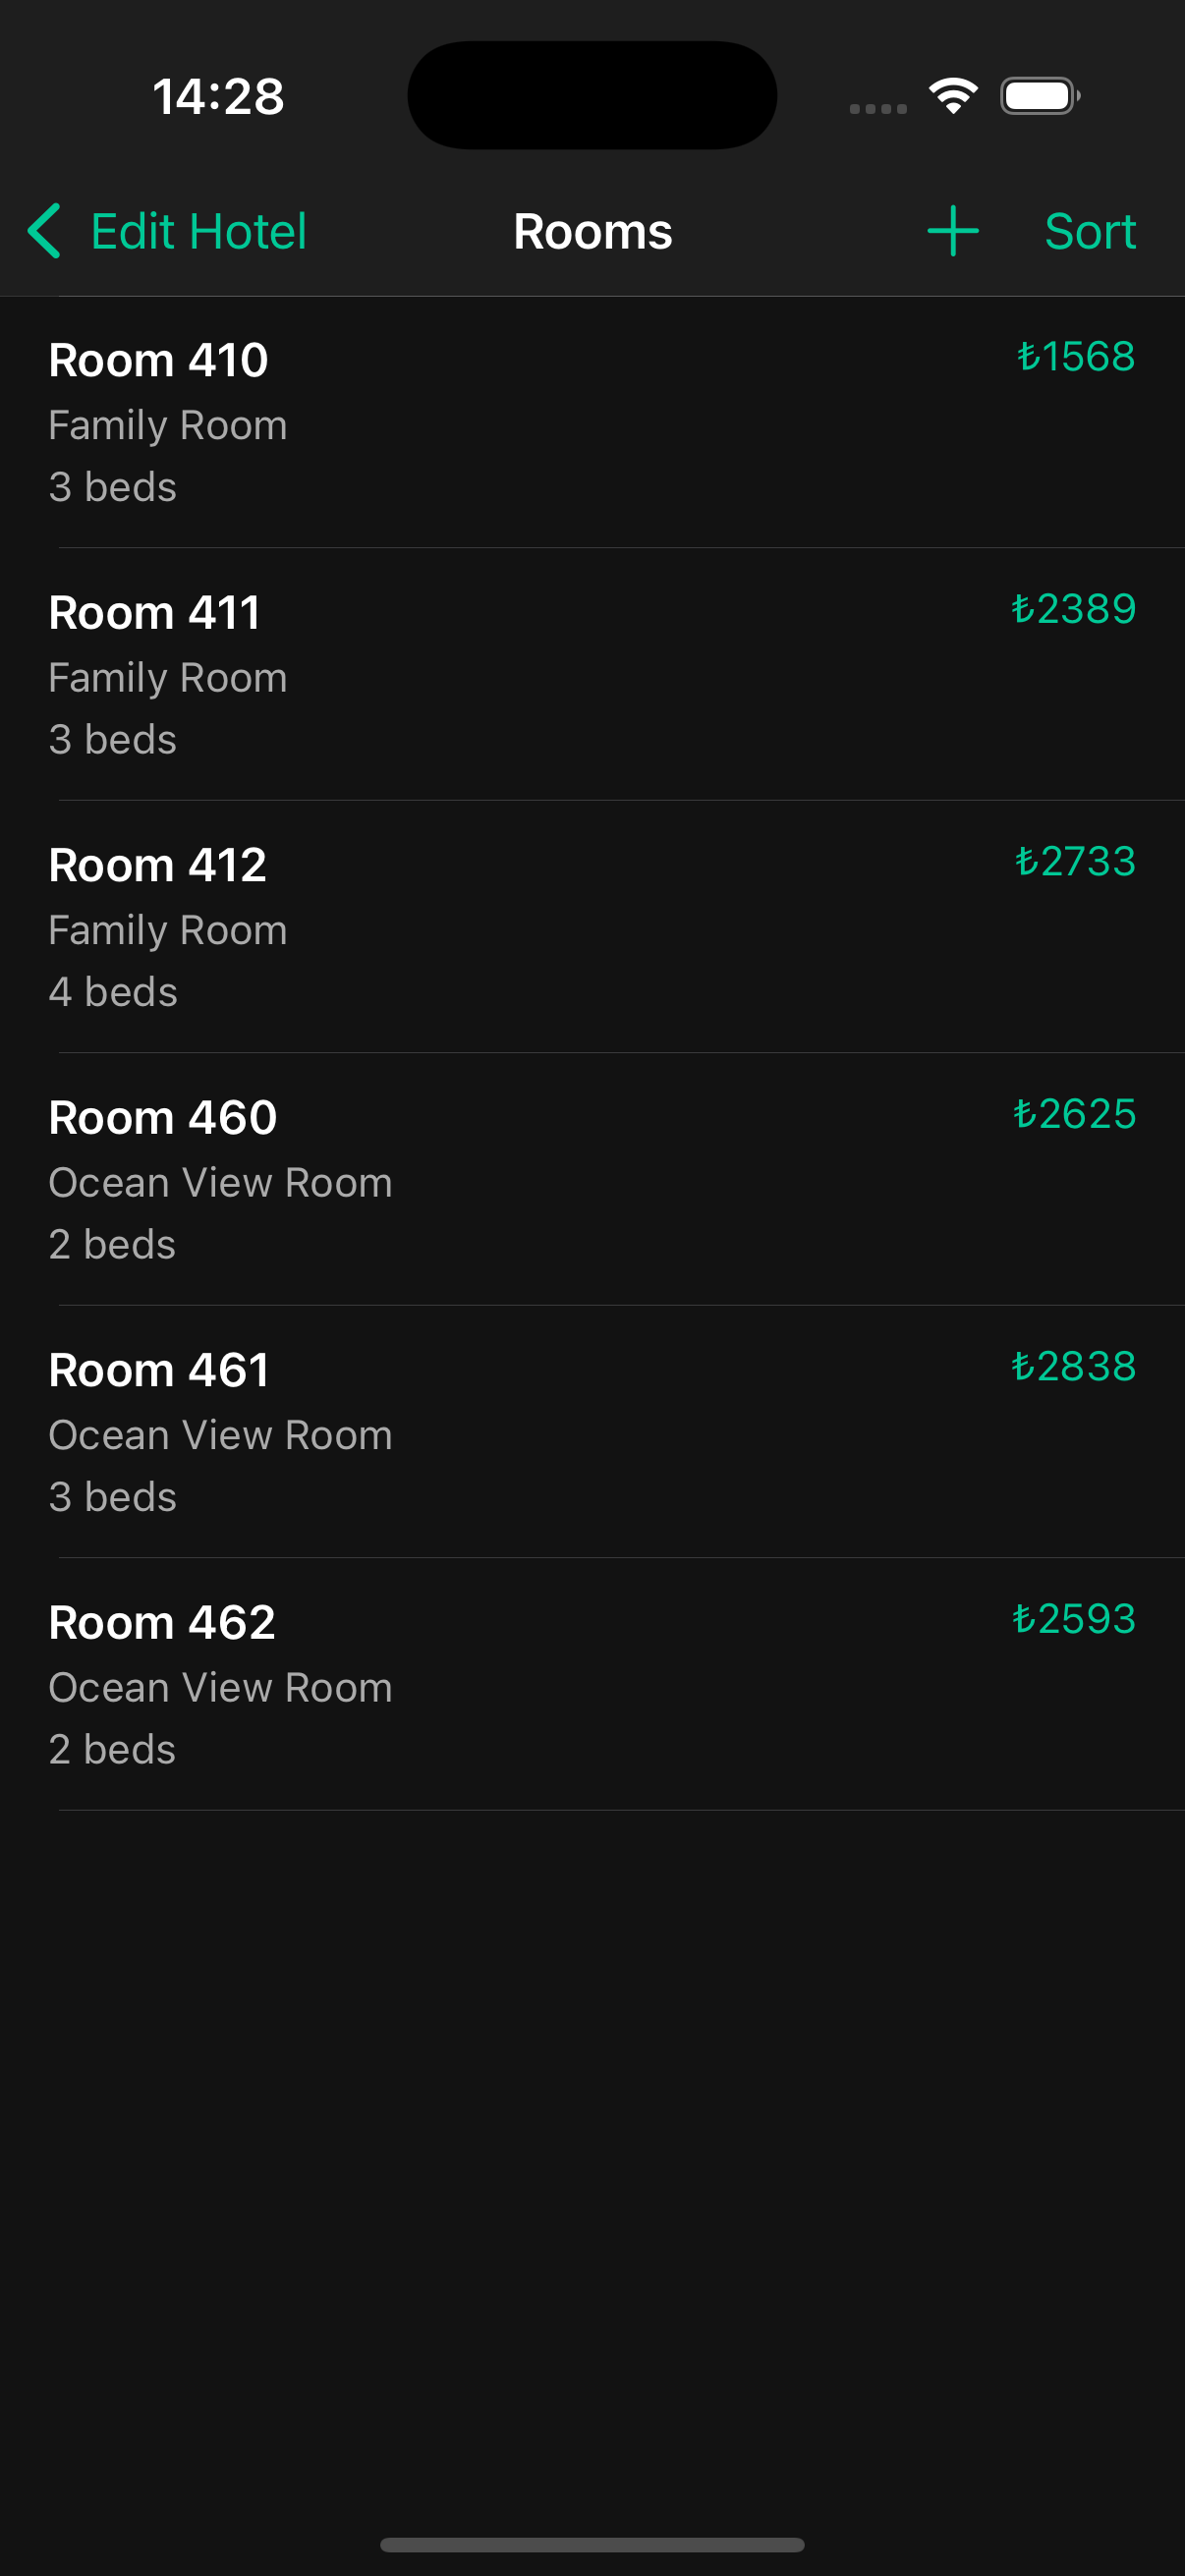 14:28
Edit Hotel
Rooms
Sort
Room 410
₺1568
Family Room
3 beds
Room 411
₺2389
Family Room
3 beds
Room 412
₺2733
Family Room
4 beds
Room 460
₺2625
Ocean View Room
2 beds
Room 461
₺2838
Ocean View Room
3 beds
Room 462
₺2593
Ocean View Room
2 beds